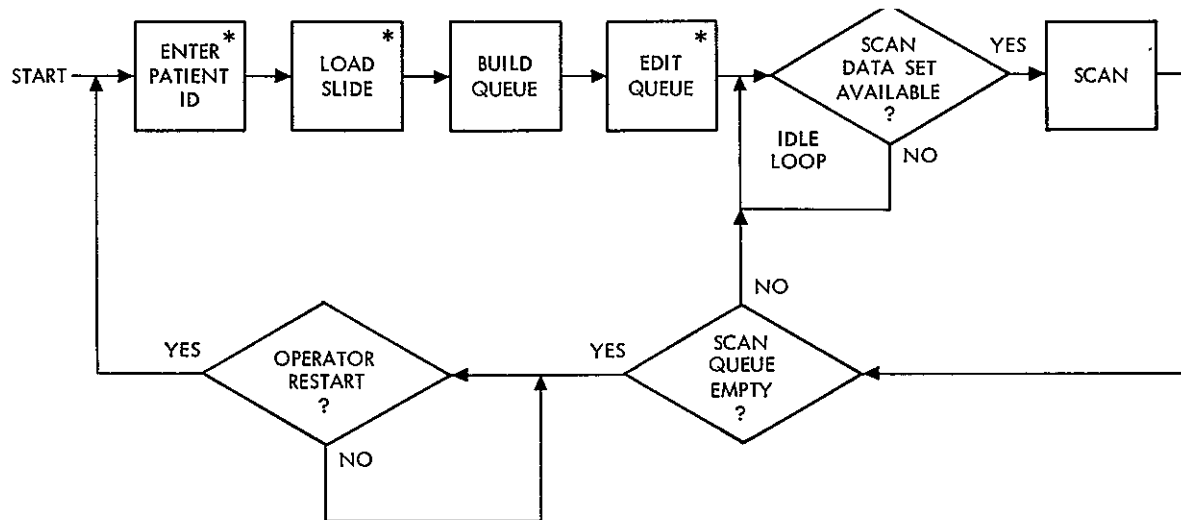 START
ENTER
PATIENT
ID
*
LOAD
SLIDE
*
BUILD
QUEUE
EDIT
QUEUE
*
SCAN
DATA SET
AVAILABLE
?
YES
SCAN
IDLE
LOOP
NO
NO
YES
OPERATOR
RESTART
?
YES
SCAN
QUEUE
EMPTY
?
NO